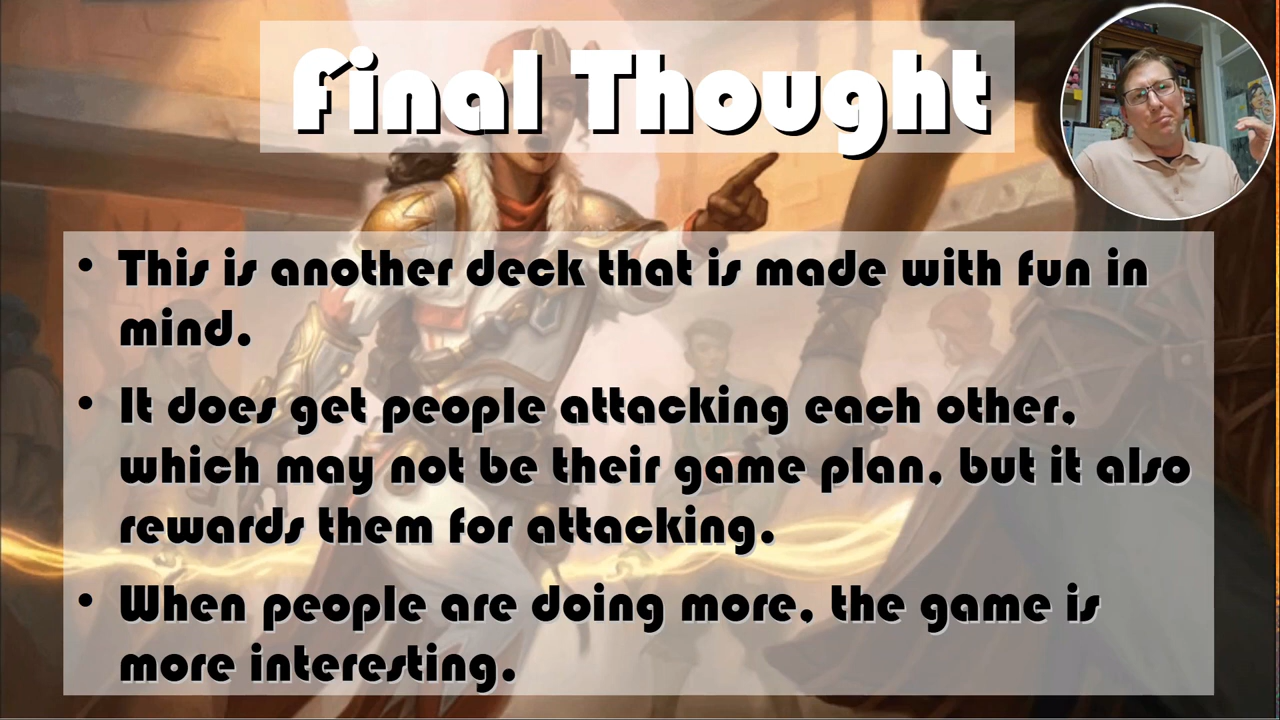 Final Thought
• This is another deck that is made with fun in
mind.
• It does get people attacking each other,
which may not be their game plan, but it also
rewards them for attacking.
• When people are doing more, the game is
more interesting.